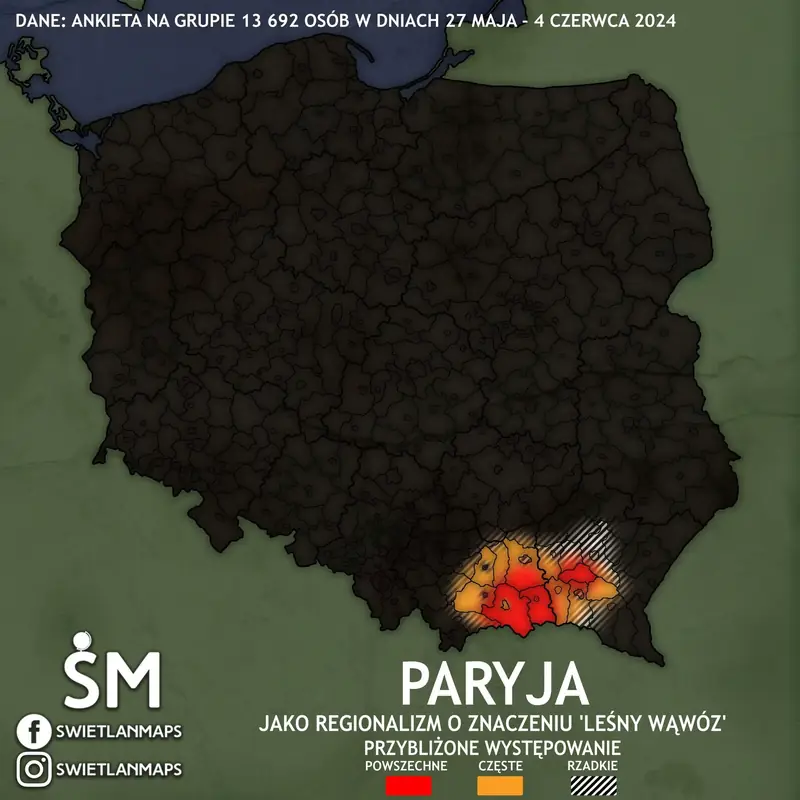 DANE: ANKIETA NA GRUPIE 13 692 OSÓB W DNIACH 27 MAJA - 4 CZERWCA 2024
ŚM
SWIETLANMAPS
SWIETLANMAPS
PARYJA
JAKO REGIONALIZM O ZNACZENIU 'LEŚNY WĄWÓZ'
PRZYBLIŻONE WYSTĘPOWANIE
POWSZECHNE CZĘSTE RZADKIE